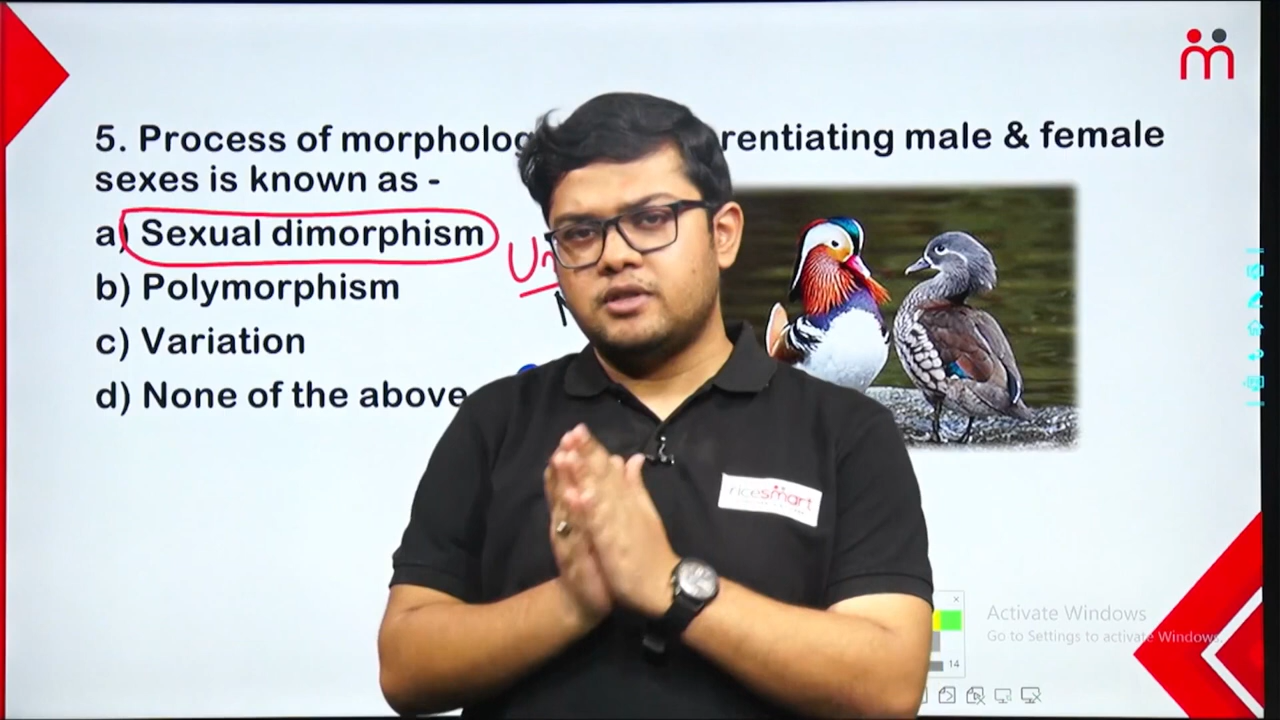 5. Process of morpholog rentiating male & female
sexes is known as -
a) Sexual dimorphism
b) Polymorphism
c) Variation
d) None of the above
ricesmart
Activate Windows
Go to Settings to activate Windows.
14